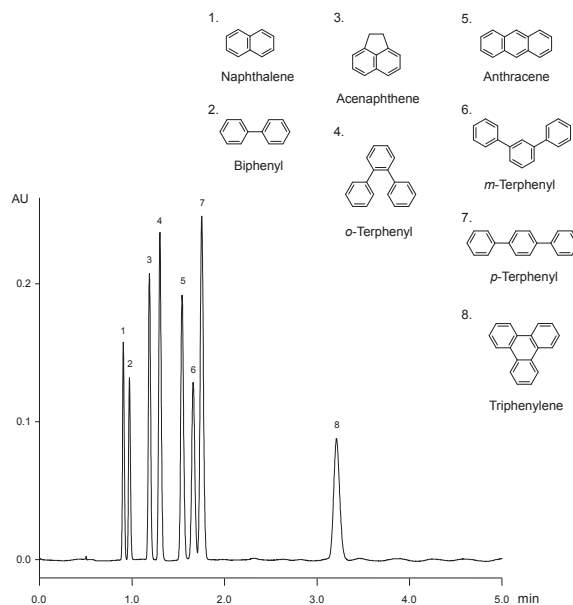 1.
Naphthalene
2.
Biphenyl
3.
Acenaphthene
4.
o-Terphenyl
5.
Anthracene
6.
m-Terphenyl
7.
p-Terphenyl
8.
Triphenylene
AU
0.2
0.1
0.0
1
2
3
4
5
6
7
8
0.0 1.0 2.0 3.0 4.0 5.0 min